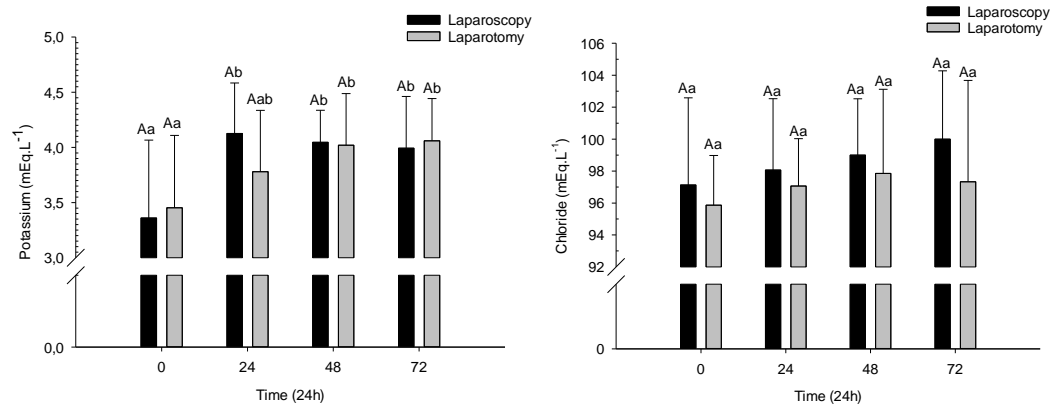 Laparoscopy
Laparotomy
5,0
4,5
4,0
3,5
3,0
0,0
Potassium (mEq.L⁻¹)
Aa
Aa
Ab
Aab
Ab
Ab
Ab
Ab
0
24
48
72
Time (24h)
Laparoscopy
Laparotomy
106
104
102
100
98
96
94
92
0
Chloride (mEq.L⁻¹)
Aa
Aa
Aa
Aa
Aa
Aa
Aa
Aa
0
24
48
72
Time (24h)